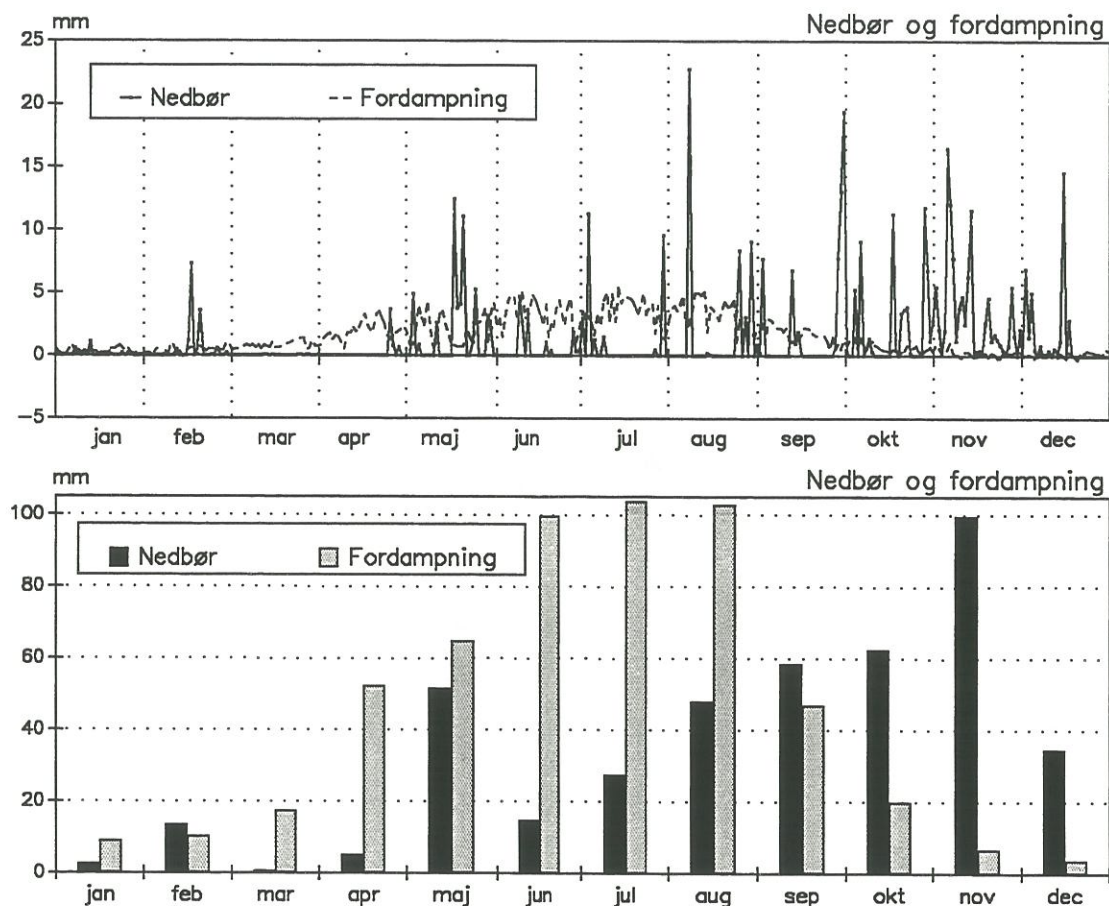 mm Nedbør og fordampning
25
Nedbør Fordampning
20
15
10
5
0
−5
jan feb mar apr maj jun jul aug sep okt nov dec
mm Nedbør og fordampning
100
Nedbør Fordampning
80
60
40
20
0
jan feb mar apr maj jun jul aug sep okt nov dec